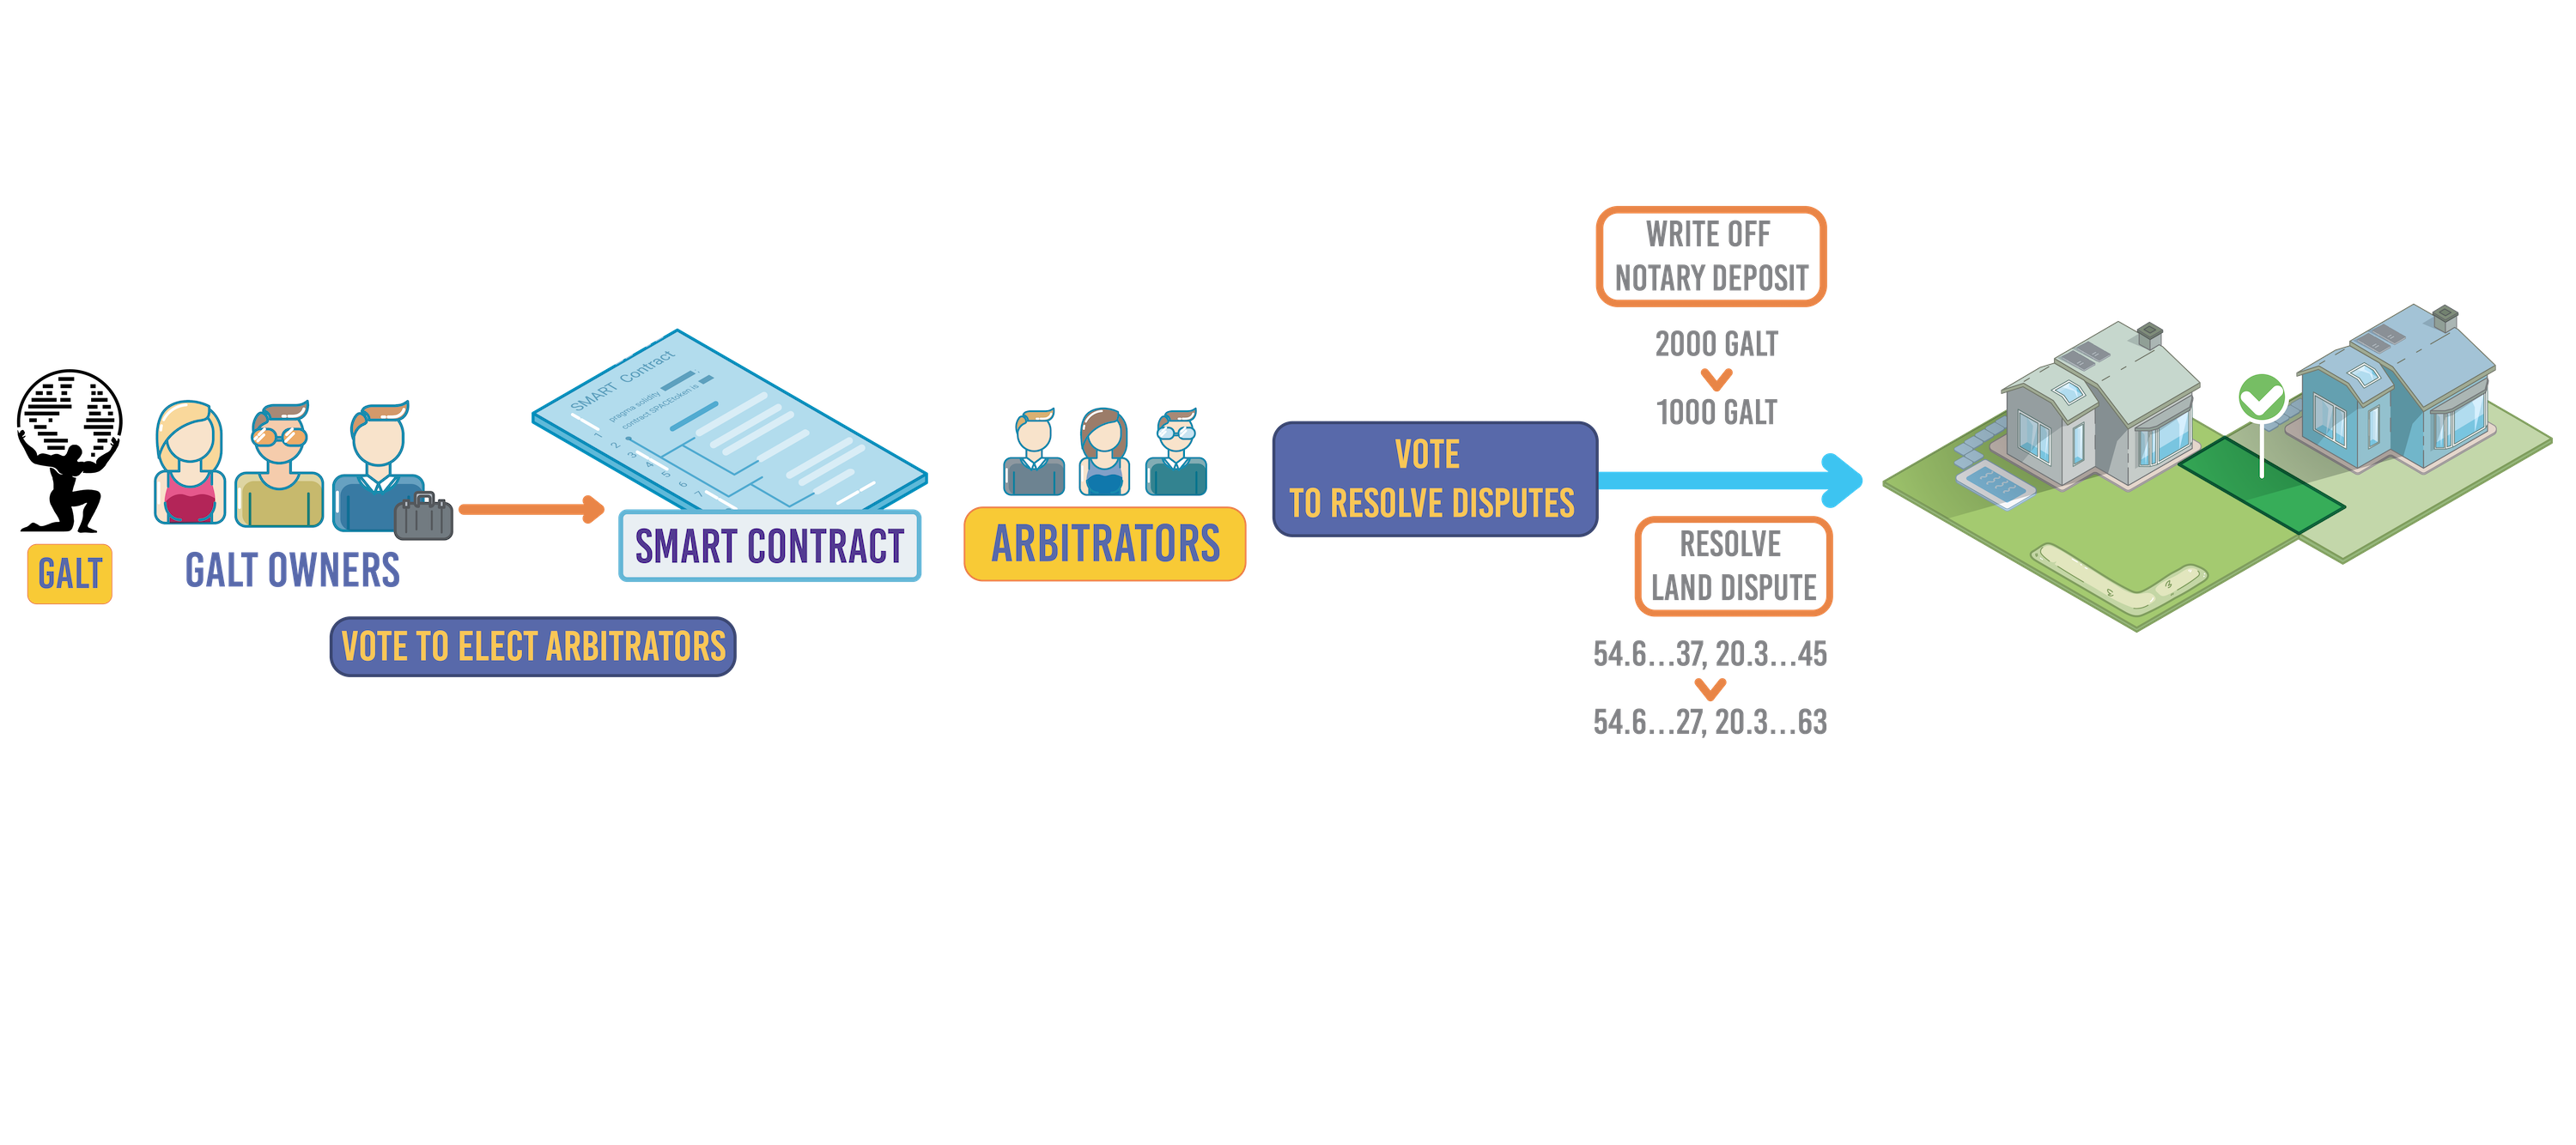 GALT
GALT OWNERS
VOTE TO ELECT ARBITRATORS
SMART Contract
pragma solidity
contract SPACEtoken is
1
2
3
4
5
6
7
SMART CONTRACT
ARBITRATORS
VOTE
TO RESOLVE DISPUTES
WRITE OFF
NOTARY DEPOSIT
2000 GALT
1000 GALT
RESOLVE
LAND DISPUTE
54.6...37, 20.3...45
54.6...27, 20.3...63